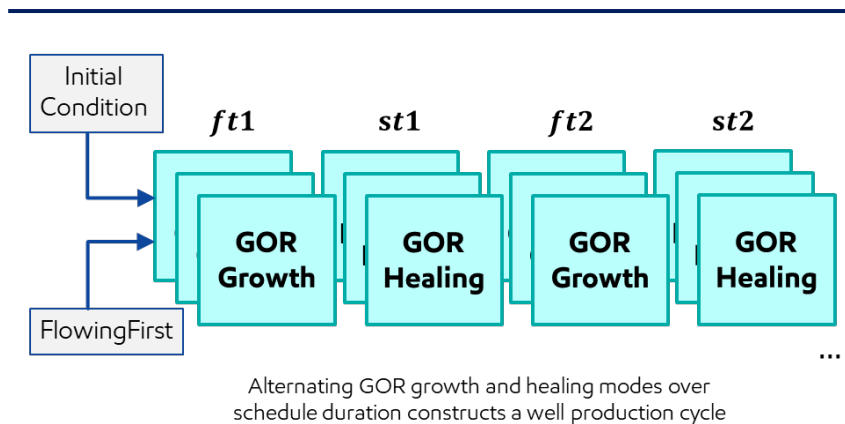 Initial
Condition
ft1
st1
ft2
st2
GOR
Growth
GOR
Healing
GOR
Growth
GOR
Healing
FlowingFirst
...
Alternating GOR growth and healing modes over
schedule duration constructs a well production cycle